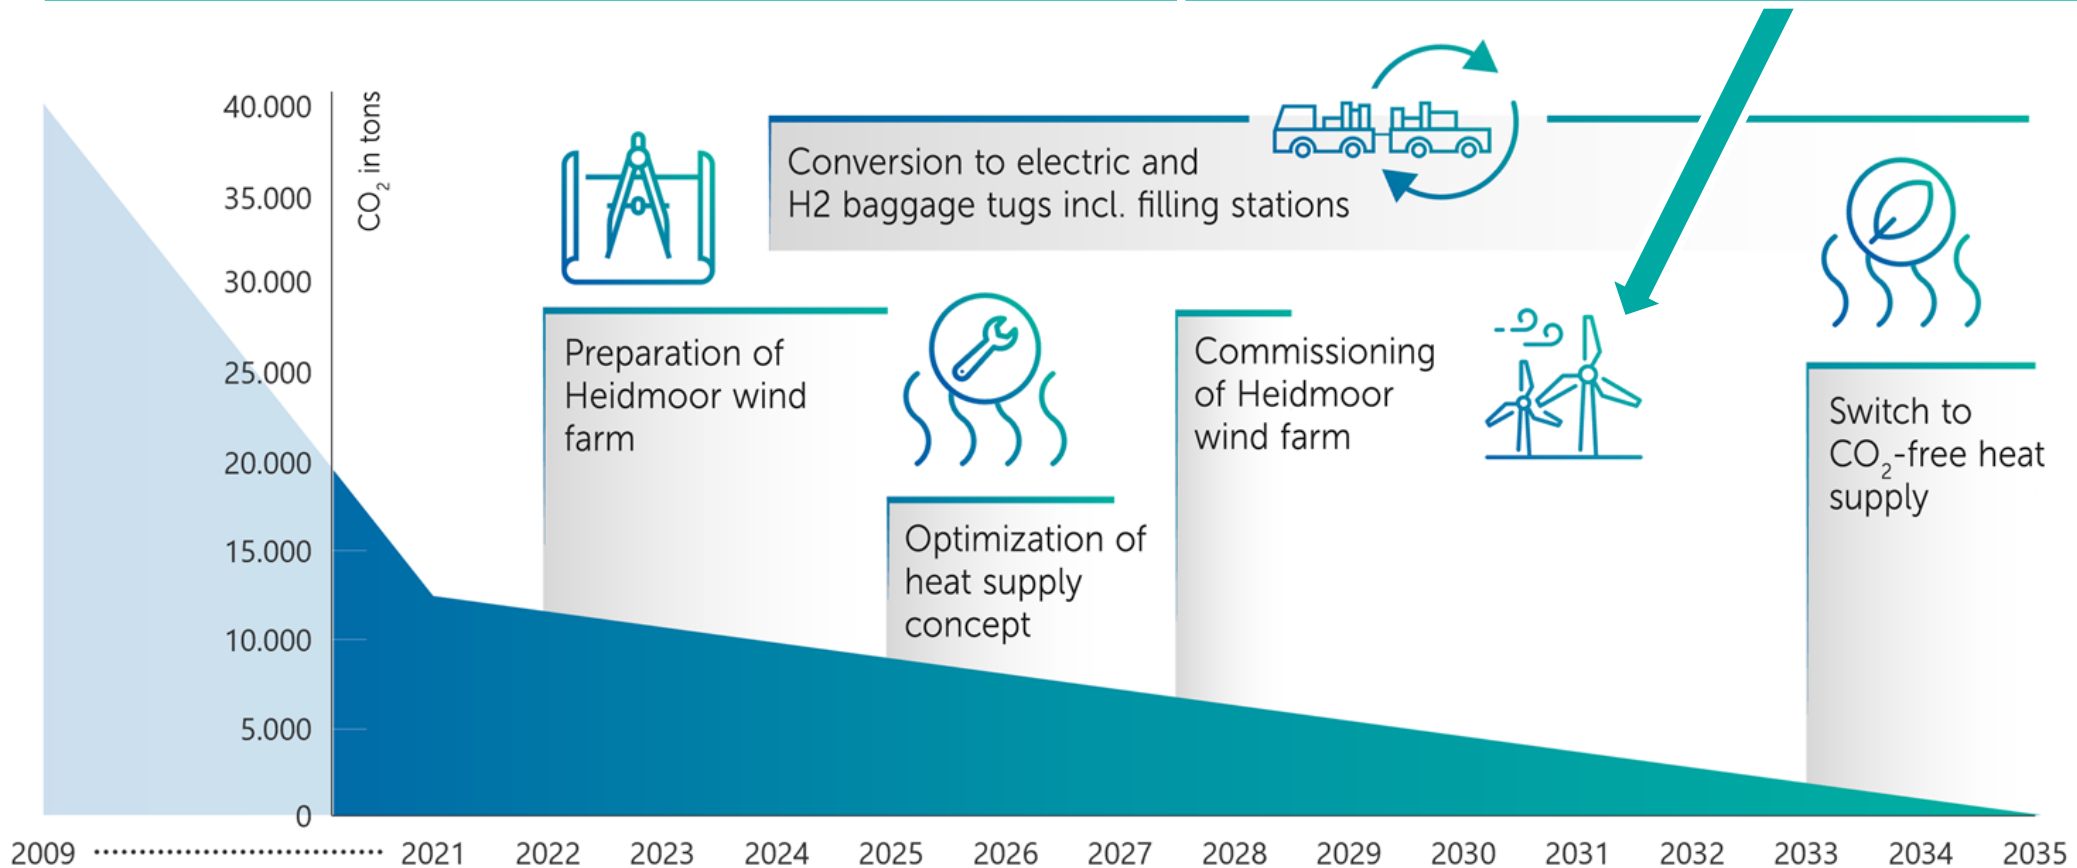 40.000
35.000
30.000
25.000
20.000
15.000
10.000
5.000
0
CO₂ in tons
Conversion to electric and
H2 baggage tugs incl. filling stations
Preparation of
Heidmoor wind
farm
Optimization of
heat supply
concept
Commissioning
of Heidmoor
wind farm
Switch to
CO₂-free heat
supply
2009 2021 2022 2023 2024 2025 2026 2027 2028 2029 2030 2031 2032 2033 2034 2035